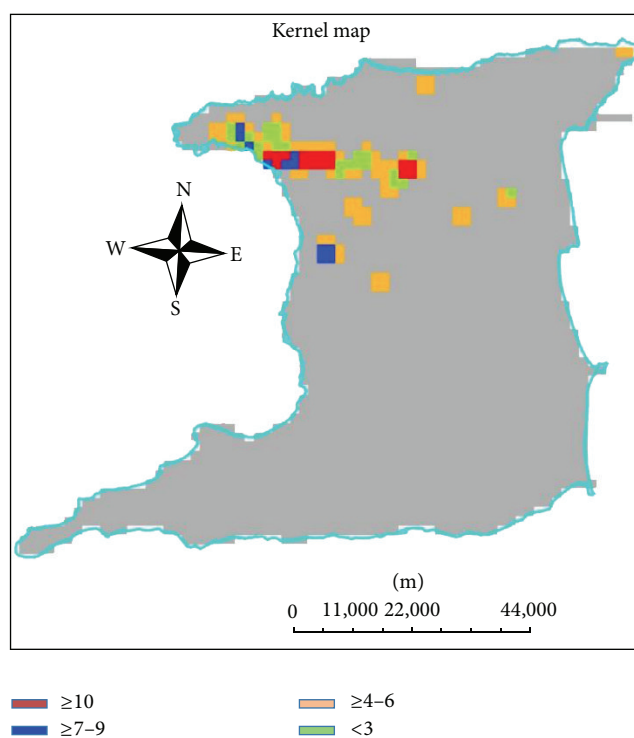 Kernel map
N
W
E
S
(m)
0 11,000 22,000 44,000
≥10 ≥4–6
≥7–9 <3